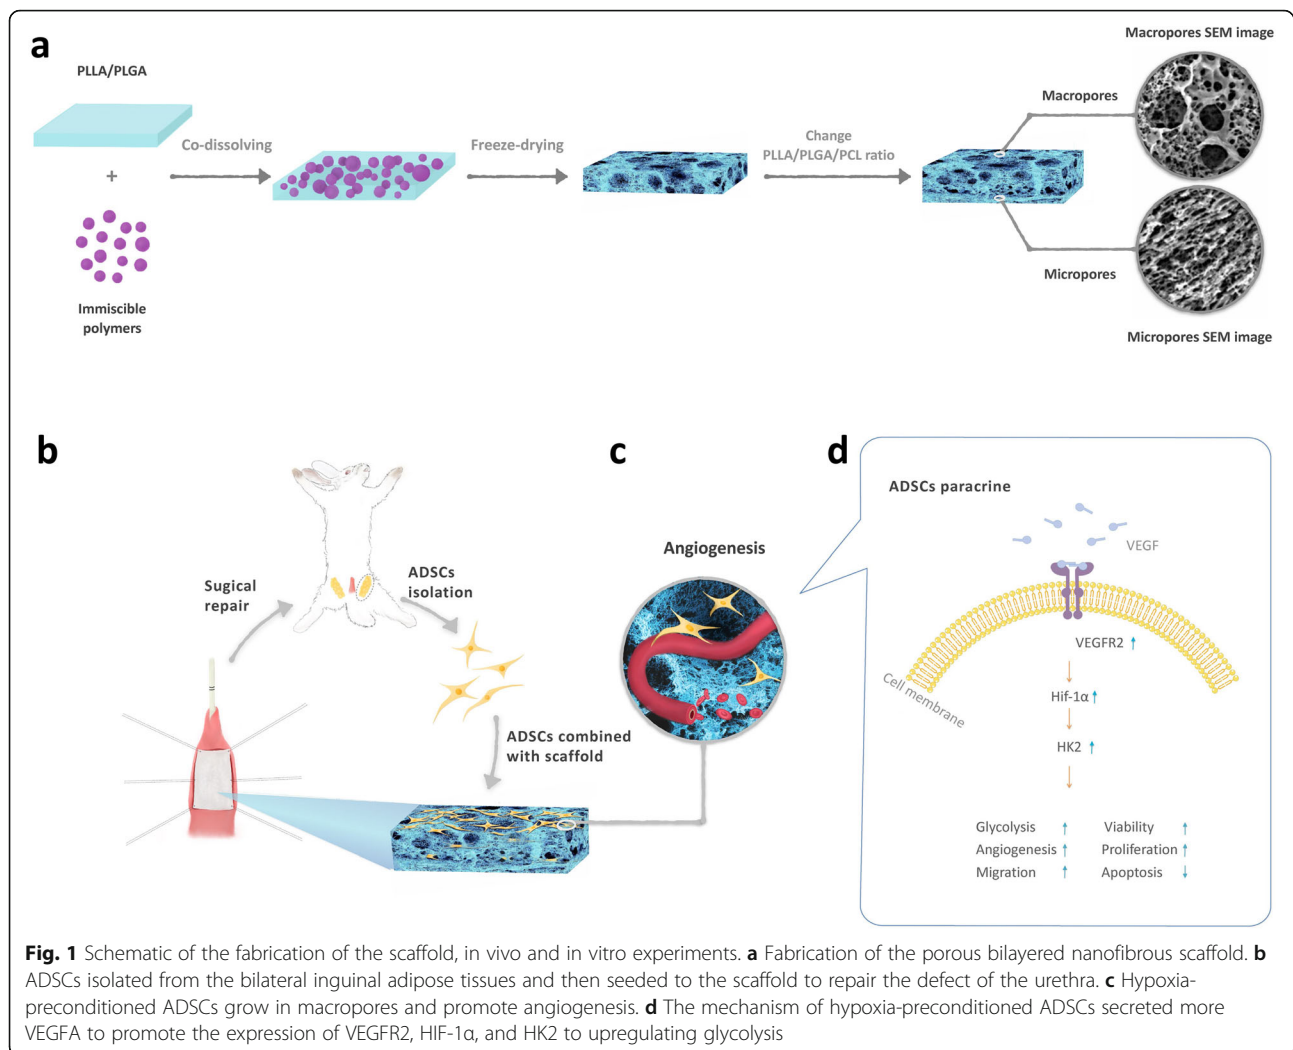 a
PLLA/PLGA
+
Immiscible
polymers
Co-dissolving
Freeze-drying
Change
PLLA/PLGA/PCL ratio
Macropores
Micropores
Macropores SEM image
Micropores SEM image
b
Sugical
repair
ADSCs
isolation
ADSCs combined
with scaffold
c
Angiogenesis
d
ADSCs paracrine
VEGF
VEGFR2 ↑
Cell membrane
Hif-1α ↑
HK2 ↑
Glycolysis ↑ Viability ↑
Angiogenesis ↑ Proliferation ↑
Migration ↑ Apoptosis ↓
Fig. 1 Schematic of the fabrication of the scaffold, in vivo and in vitro experiments. a Fabrication of the porous bilayered nanofibrous scaffold. b
ADSCs isolated from the bilateral inguinal adipose tissues and then seeded to the scaffold to repair the defect of the urethra. c Hypoxia-
preconditioned ADSCs grow in macropores and promote angiogenesis. d The mechanism of hypoxia-preconditioned ADSCs secreted more
VEGFA to promote the expression of VEGFR2, HIF-1α, and HK2 to upregulating glycolysis